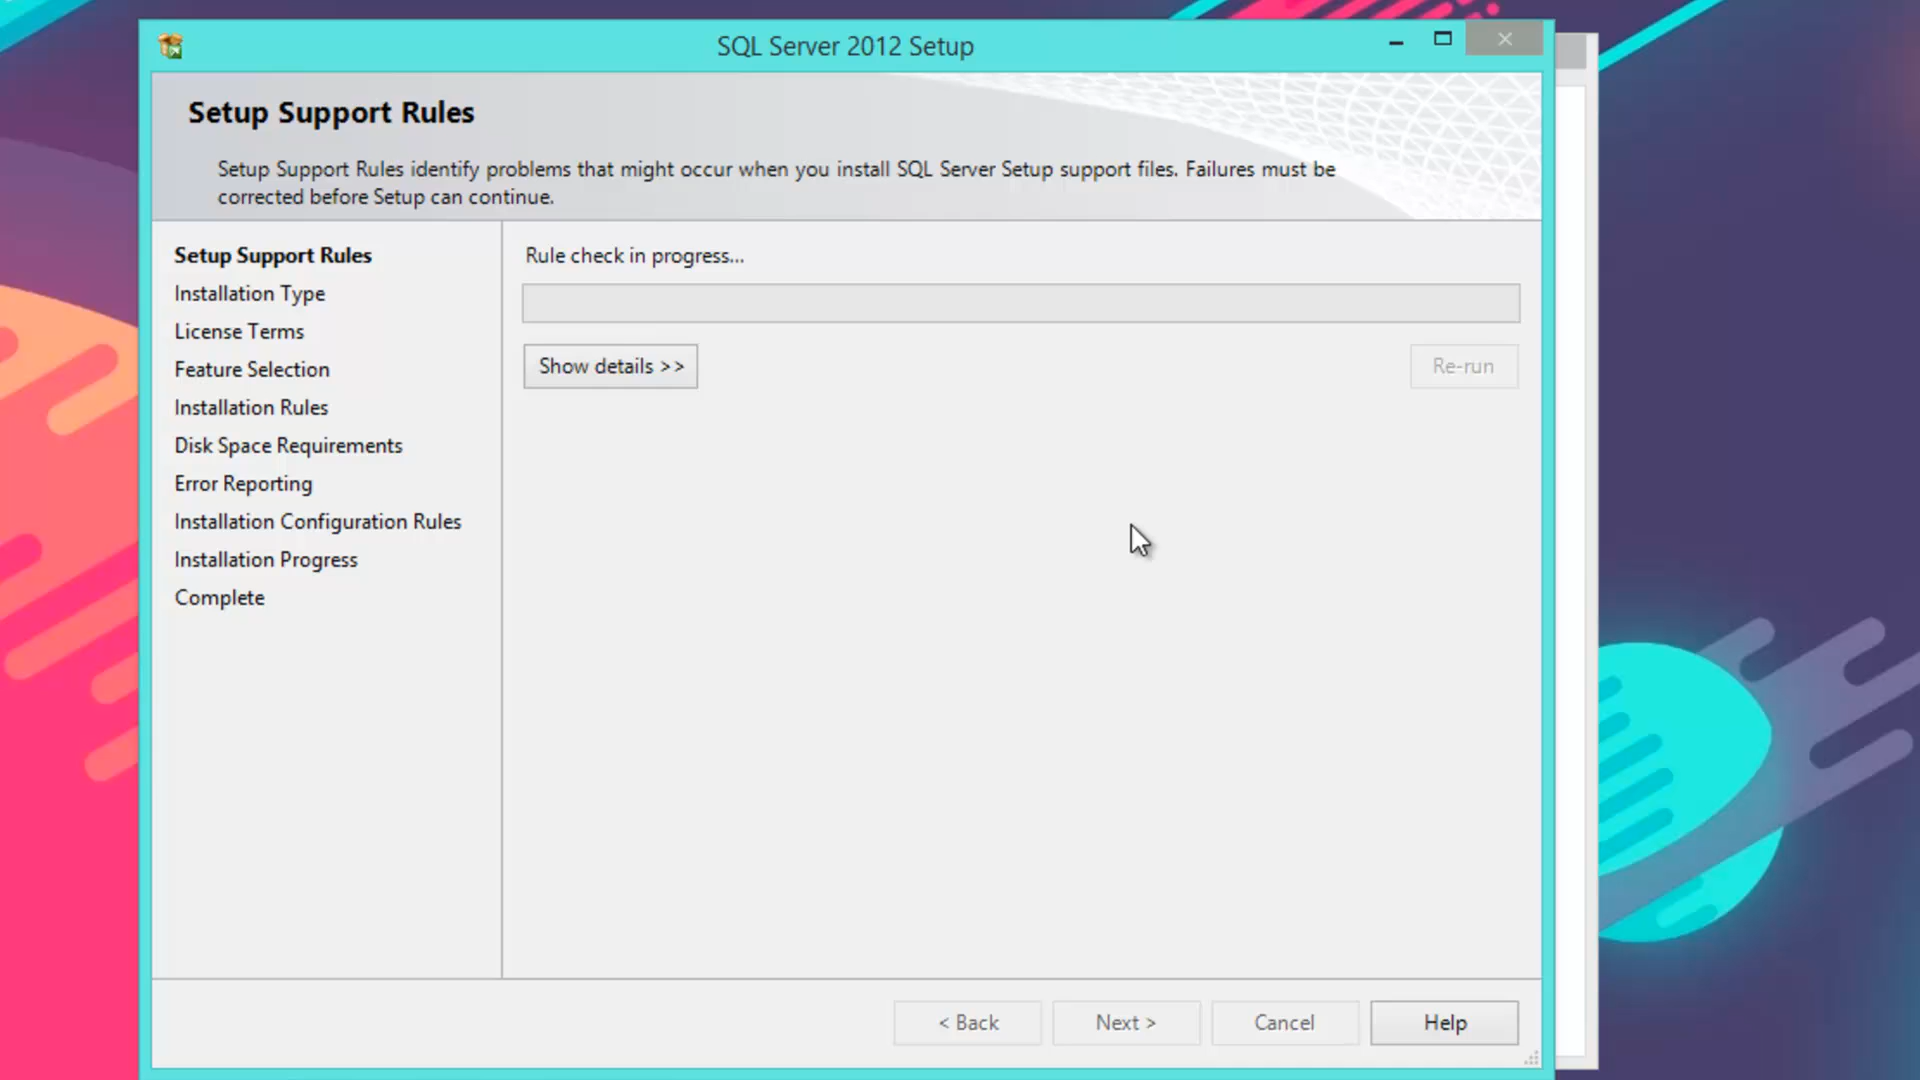 SQL Server 2012 Setup
Setup Support Rules
Setup Support Rules identify problems that might occur when you install SQL Server Setup support files. Failures must be
corrected before Setup can continue.
Setup Support Rules
Installation Type
License Terms
Feature Selection
Installation Rules
Disk Space Requirements
Error Reporting
Installation Configuration Rules
Installation Progress
Complete
Rule check in progress...
Show details >>
Re-run
< Back
Next >
Cancel
Help